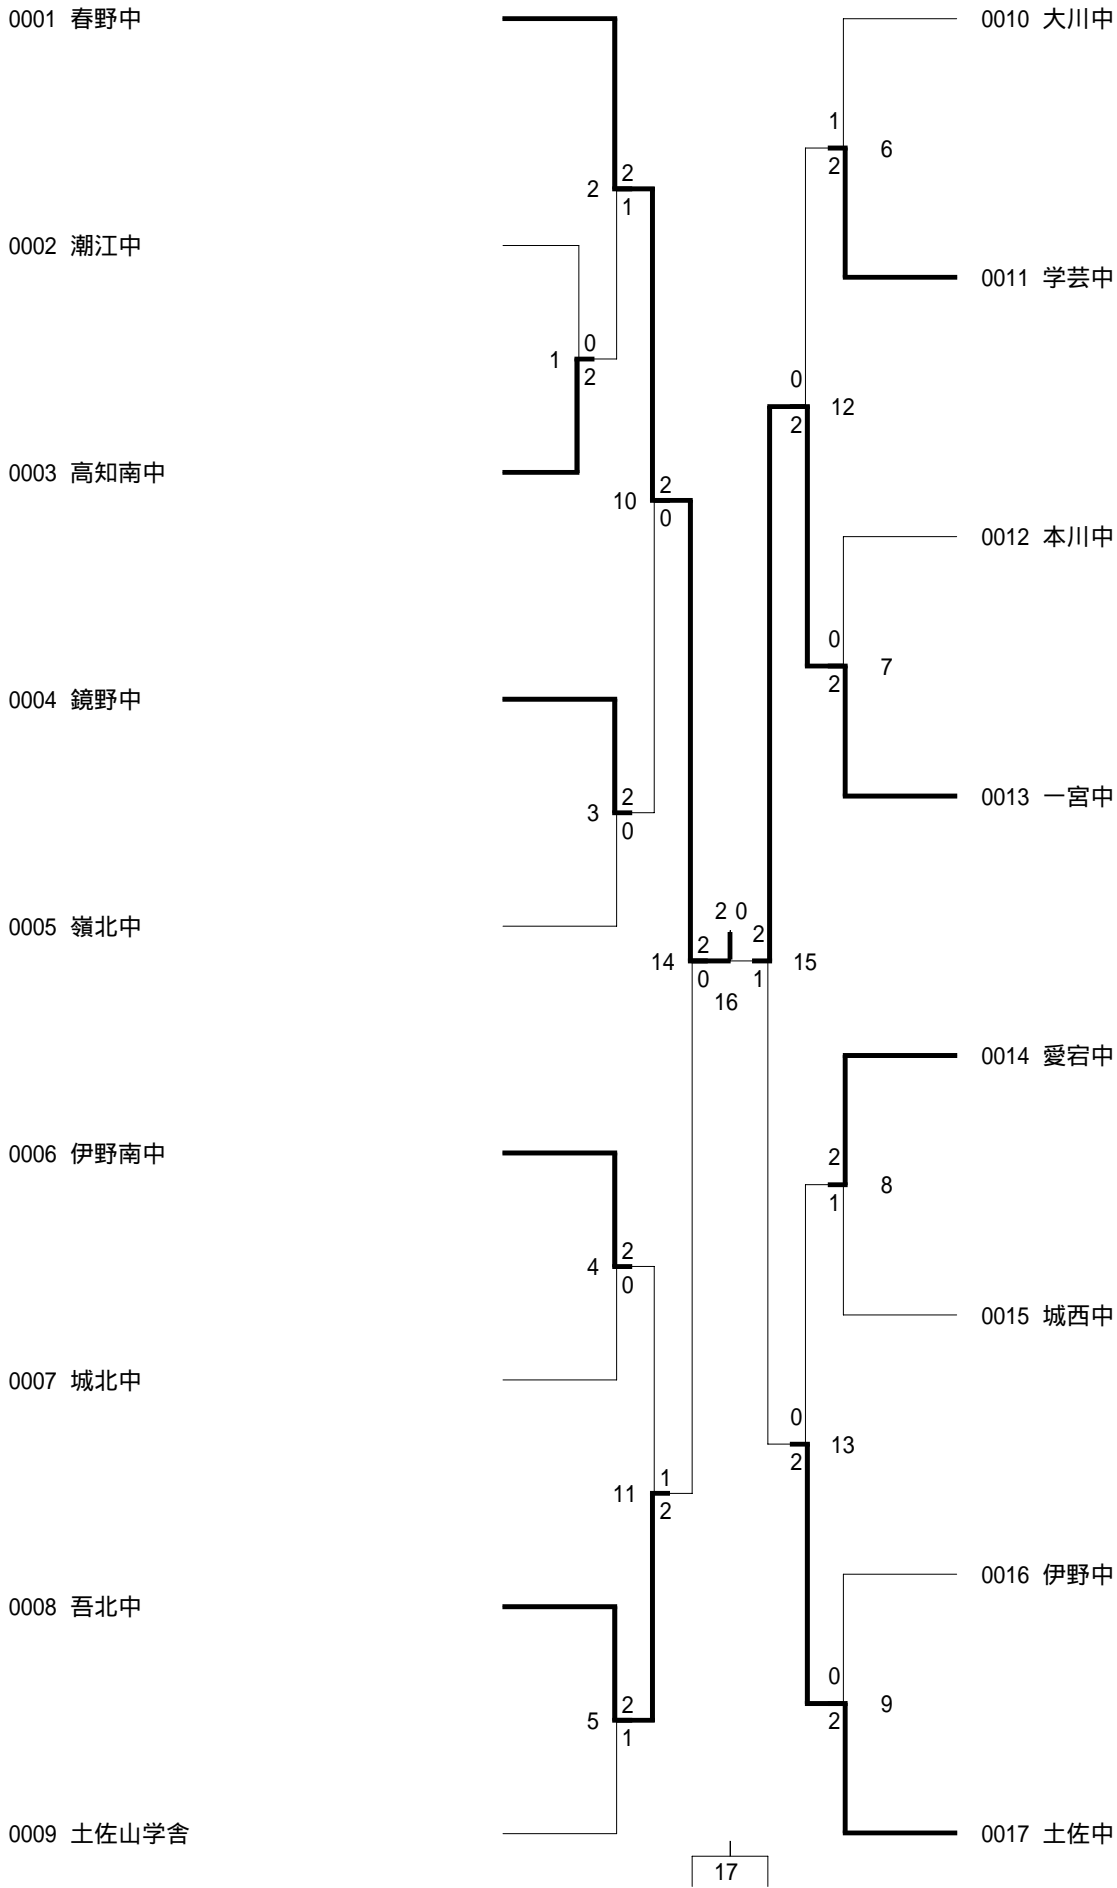 0001 春野中
0010 大川中
1
2
6
2
2
1
0002 潮江中
0011 学芸中
1
0
2
0
2
12
0003 高知南中
10
2
0
0012 本川中
0
2
7
0004 鏡野中
3
2
0
0013 一宮中
0005 嶺北中
2 0
14
2
0
16
2
1
15
0014 愛宕中
0006 伊野南中
2
1
8
4
2
0
0015 城西中
0007 城北中
0
2
13
11
1
2
0016 伊野中
0008 吾北中
0
2
9
5
2
1
0009 土佐山学舎
0017 土佐中
17